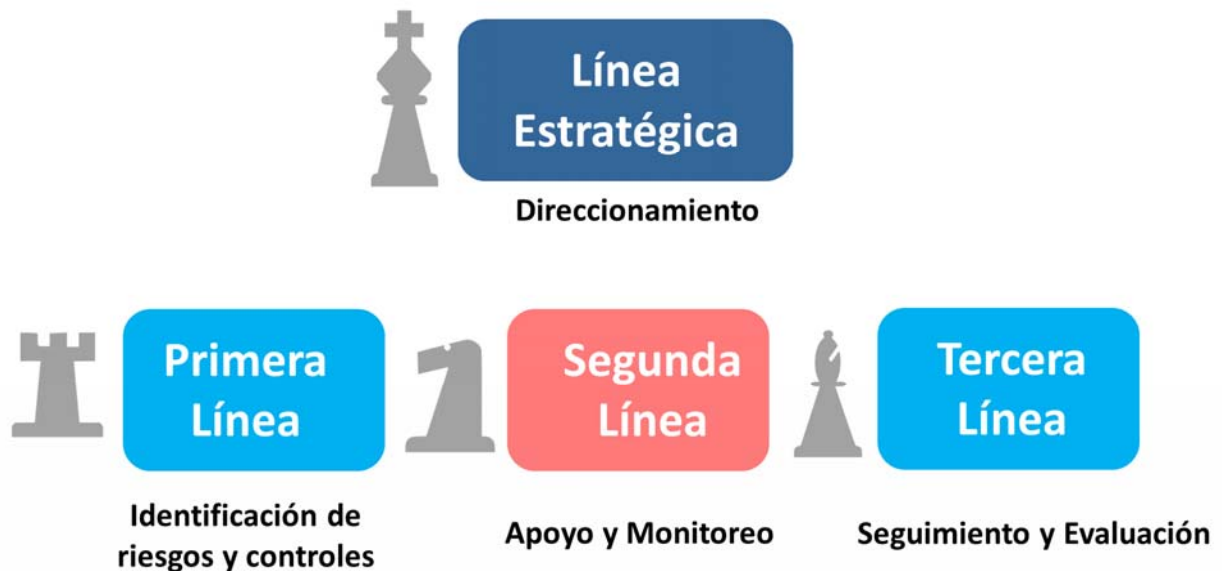 Línea
Estratégica
Direccionamiento
Primera
Línea
Identificación de
riesgos y controles
Segunda
Línea
Apoyo y Monitoreo
Tercera
Línea
Seguimiento y Evaluación